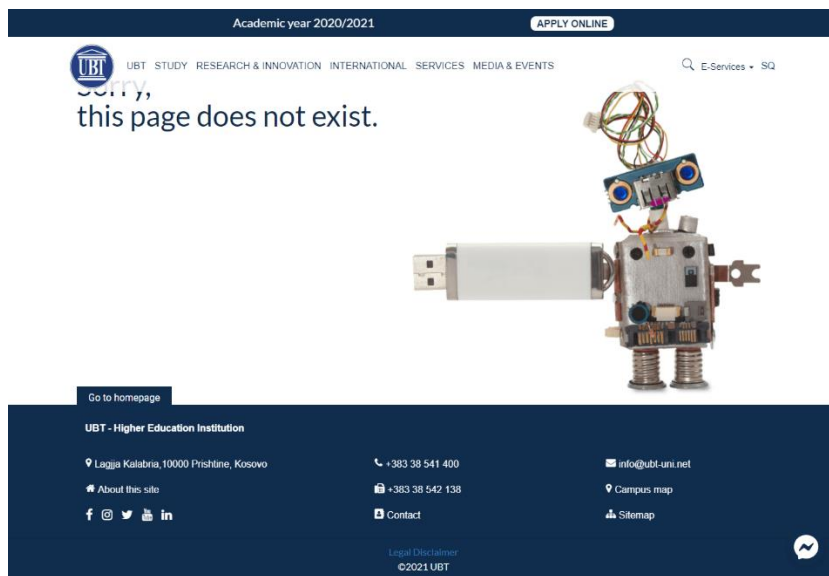 Academic year 2020/2021 APPLY ONLINE
UBT UBT STUDY RESEARCH & INNOVATION INTERNATIONAL SERVICES MEDIA & EVENTS E-Services SQ
Sorry,
this page does not exist.
Go to homepage
UBT - Higher Education Institution
Lagjja Kalabria,10000 Prishtine, Kosovo +383 38 541 400 info@ubt-uni.net
About this site +383 38 542 138 Campus map
Contact Sitemap
Legal Disclaimer
©2021 UBT